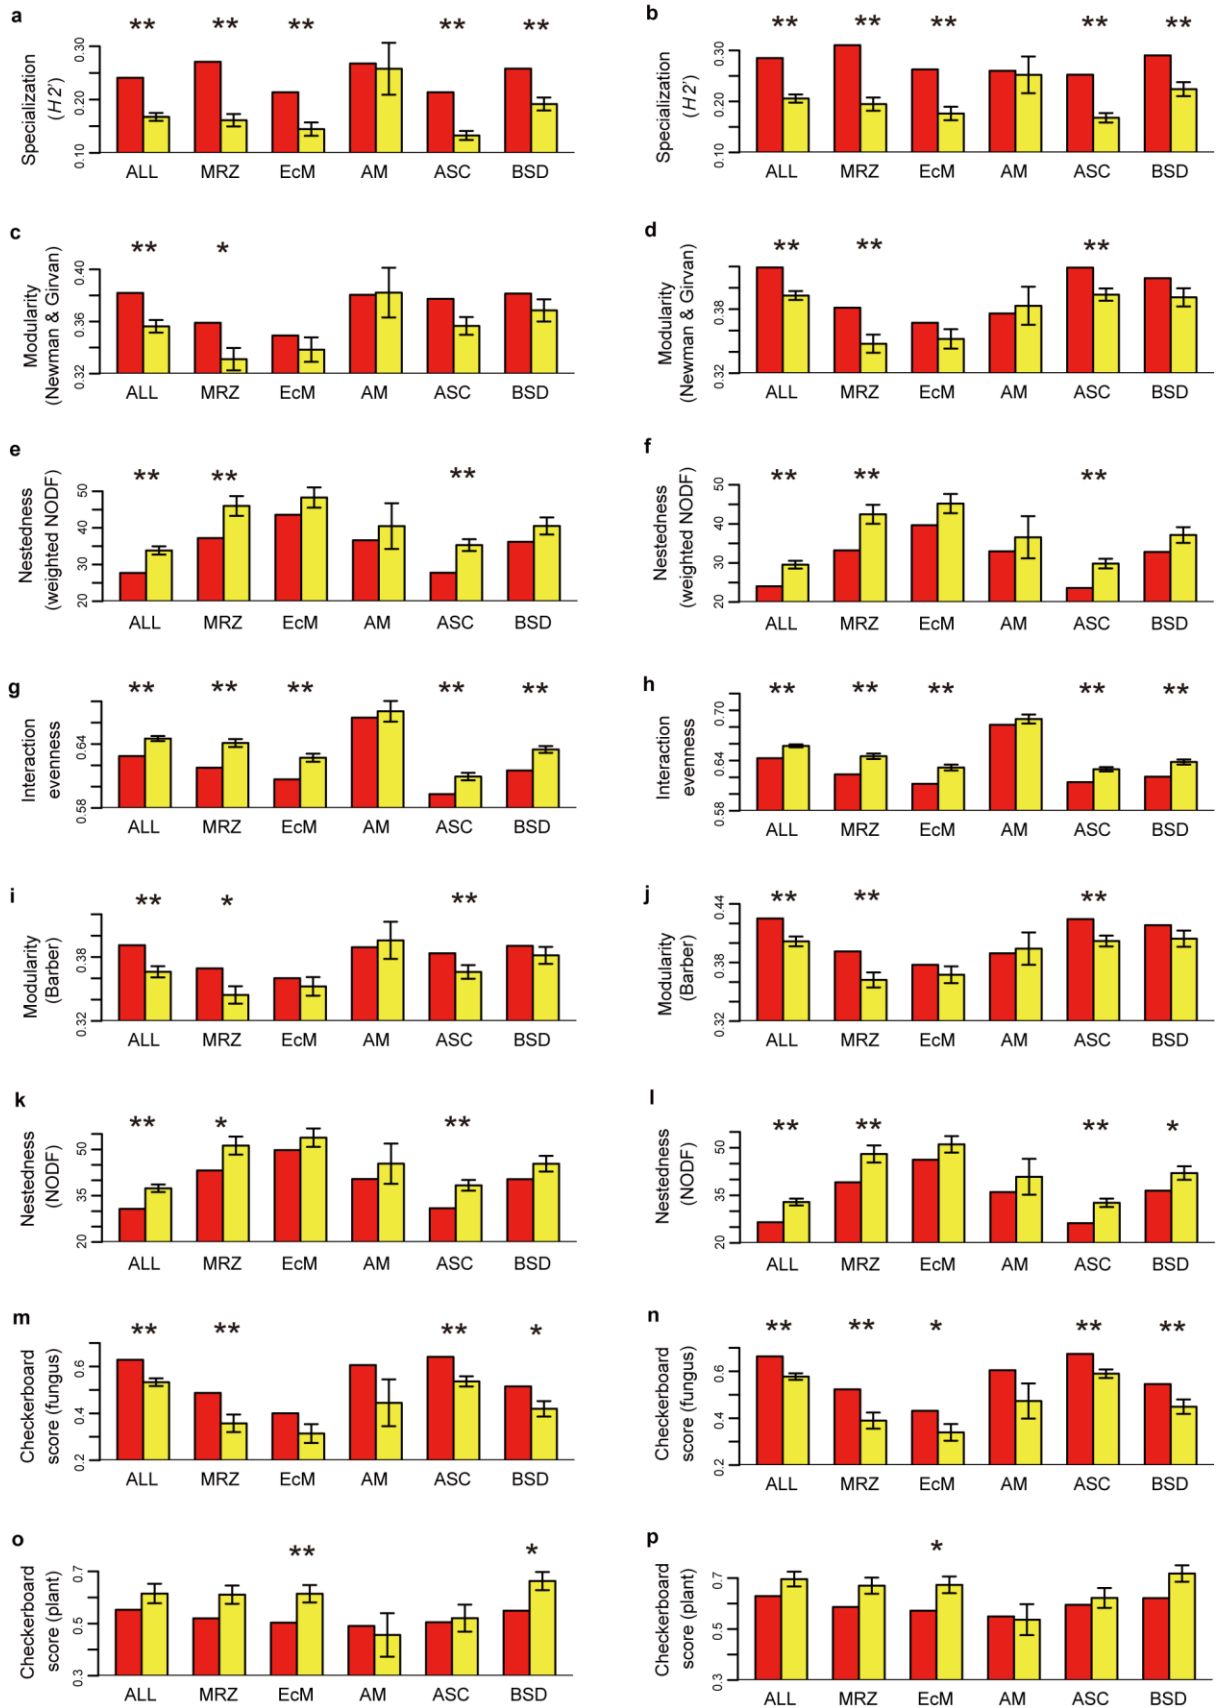 a
** ** ** ** **
Specialization
(H2')
0.10 0.20 0.30
ALL MRZ EcM AM ASC BSD
b
** ** ** ** **
Specialization
(H2')
0.10 0.20 0.30
ALL MRZ EcM AM ASC BSD
c
** *
Modularity
(Newman & Girvan)
0.32 0.36 0.40
ALL MRZ EcM AM ASC BSD
d
** ** **
Modularity
(Newman & Girvan)
0.32 0.38
ALL MRZ EcM AM ASC BSD
e
** ** **
Nestedness
(weighted NODF)
20 30 40 50
ALL MRZ EcM AM ASC BSD
f
** ** **
Nestedness
(weighted NODF)
20 30 40 50
ALL MRZ EcM AM ASC BSD
g
** ** ** ** **
Interaction
evenness
0.58 0.64
ALL MRZ EcM AM ASC BSD
h
** ** ** ** **
Interaction
evenness
0.58 0.64 0.70
ALL MRZ EcM AM ASC BSD
i
** * **
Modularity
(Barber)
0.32 0.38
ALL MRZ EcM AM ASC BSD
j
** ** **
Modularity
(Barber)
0.32 0.38 0.44
ALL MRZ EcM AM ASC BSD
k
** * **
Nestedness
(NODF)
20 35 50
ALL MRZ EcM AM ASC BSD
l
** ** ** *
Nestedness
(NODF)
20 35 50
ALL MRZ EcM AM ASC BSD
m
** ** ** *
Checkerboard
score (fungus)
0.2 0.4 0.6
ALL MRZ EcM AM ASC BSD
n
** ** * ** **
Checkerboard
score (fungus)
0.2 0.4 0.6
ALL MRZ EcM AM ASC BSD
o
** *
Checkerboard
score (plant)
0.3 0.5 0.7
ALL MRZ EcM AM ASC BSD
p
*
Checkerboard
score (plant)
0.3 0.5 0.7
ALL MRZ EcM AM ASC BSD